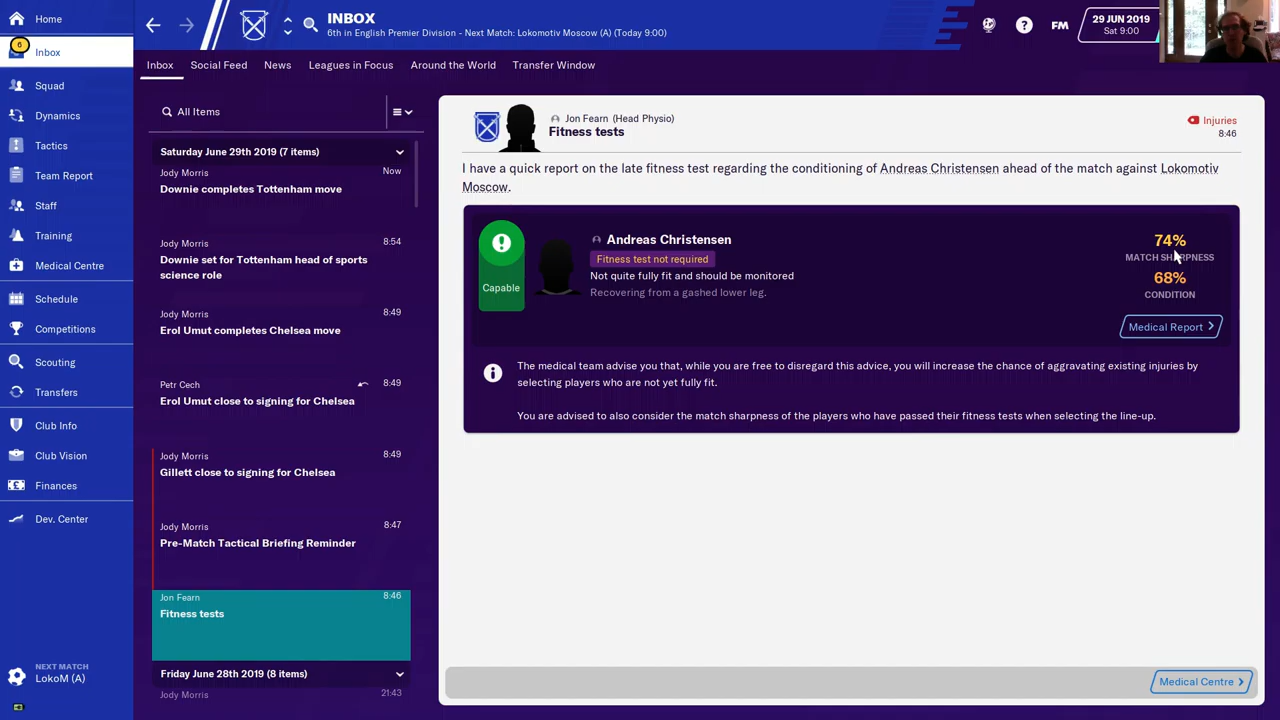 Home
6
Inbox
Squad
Dynamics
Tactics
Team Report
Staff
Training
Medical Centre
Schedule
Competitions
Scouting
Transfers
Club Info
Club Vision
Finances
Dev. Center
NEXT MATCH
LokoM (A)
INBOX
6th in English Premier Division - Next Match: Lokomotiv Moscow (A) (Today 9:00)
?
FM
29 JUN 2019
Sat 9:00
Inbox
Social Feed
News
Leagues in Focus
Around the World
Transfer Window
All Items
Saturday June 29th 2019 (7 items)
Jody Morris Now
Downie completes Tottenham move
Jody Morris 8:54
Downie set for Tottenham head of sports
science role
Jody Morris 8:49
Erol Umut completes Chelsea move
Petr Cech 8:49
Erol Umut close to signing for Chelsea
Jody Morris 8:49
Gillett close to signing for Chelsea
Jody Morris 8:47
Pre-Match Tactical Briefing Reminder
Jon Fearn 8:46
Fitness tests
Friday June 28th 2019 (8 items)
Jody Morris 21:43
Jon Fearn (Head Physio)
Fitness tests
Injuries
8:46
I have a quick report on the late fitness test regarding the conditioning of Andreas Christensen ahead of the match against Lokomotiv
Moscow.
Capable
Andreas Christensen
Fitness test not required
Not quite fully fit and should be monitored
Recovering from a gashed lower leg.
74%
MATCH SHARPNESS
68%
CONDITION
Medical Report
The medical team advise you that, while you are free to disregard this advice, you will increase the chance of aggravating existing injuries by
selecting players who are not yet fully fit.
You are advised to also consider the match sharpness of the players who have passed their fitness tests when selecting the line-up.
Medical Centre